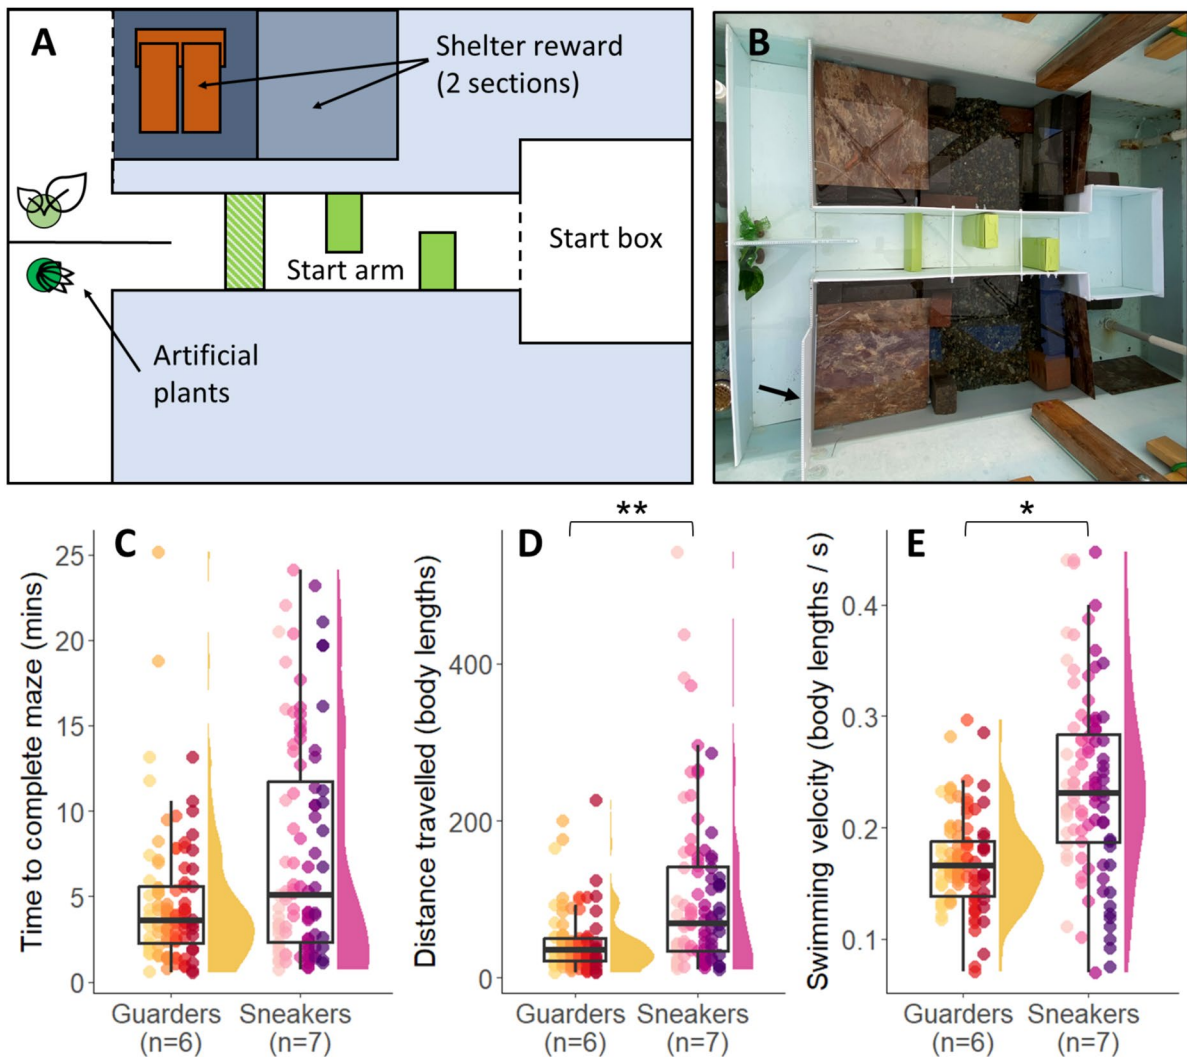 A
Shelter reward
(2 sections)
Start box
Start arm
Artificial
plants
B
C
Time to complete maze (mins)
25
20
15
10
5
0
Guarders
(n=6)
Sneakers
(n=7)
D
**
Distance travelled (body lengths)
400
200
0
Guarders
(n=6)
Sneakers
(n=7)
E
*
Swimming velocity (body lengths / s)
0.4
0.3
0.2
0.1
Guarders
(n=6)
Sneakers
(n=7)